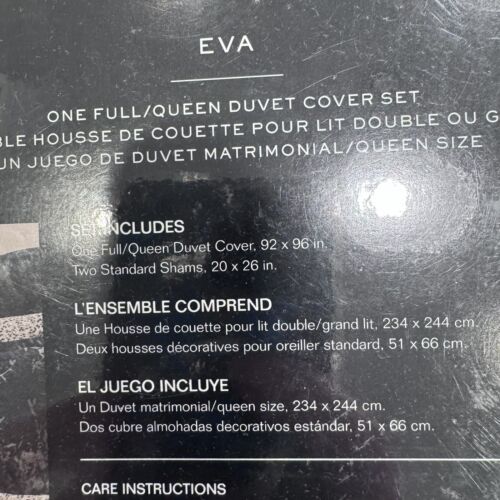 EVA
ONE FULL/QUEEN DUVET COVER SET
HOUSSE DE COUETTE POUR LIT DOUBLE OU
UN JUEGO DE DUVET MATRIMONIAL/QUEEN SIZE
SET INCLUDES
One Full/Queen Duvet Cover, 92 x 96 in.
Two Standard Shams, 20 x 26 in.
L'ENSEMBLE COMPREND
Une Housse de couette pour lit double/grand lit, 234 x 244 cm.
Deux housses décoratives pour oreiller standard, 51 x 66 cm.
EL JUEGO INCLUYE
Un Duvet matrimonial/queen size, 234 x 244 cm.
Dos cubre almohadas decorativos estándar, 51 x 66 cm.
CARE INSTRUCTIONS